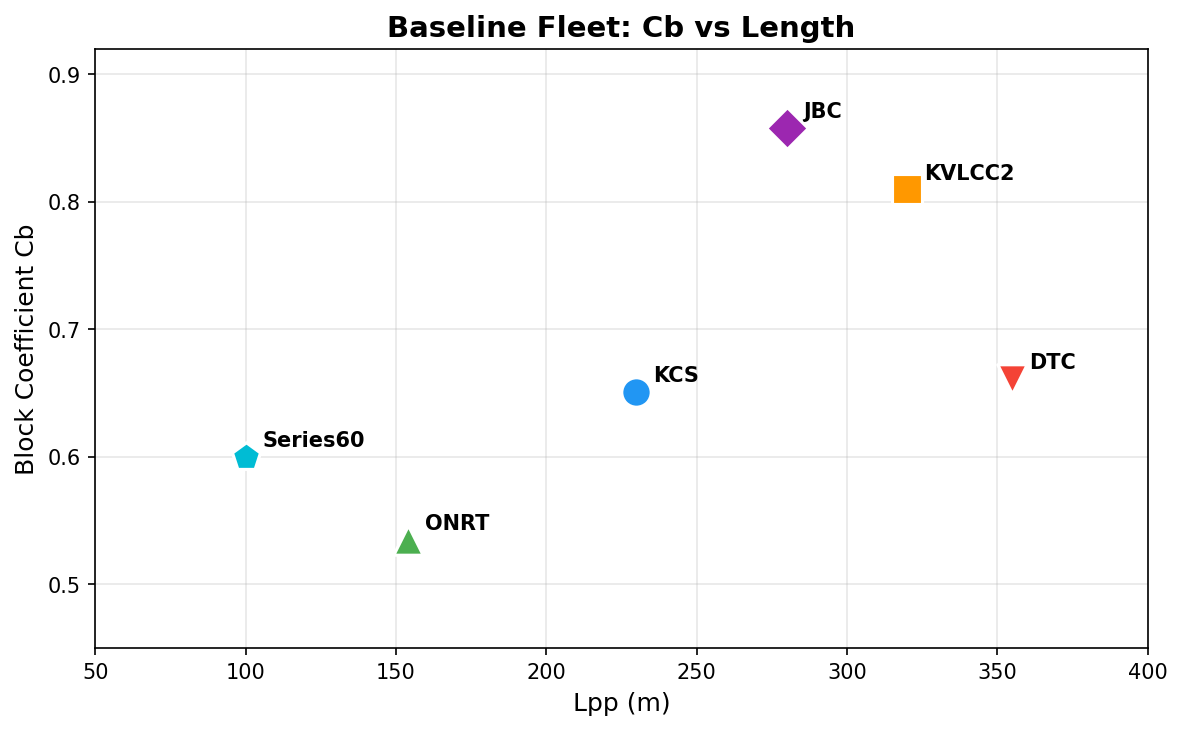 Baseline Fleet: Cb vs Length
Block Coefficient Cb
0.9
0.8
0.7
0.6
0.5
JBC
KVLCC2
DTC
KCS
Series60
ONRT
50 100 150 200 250 300 350 400
Lpp (m)